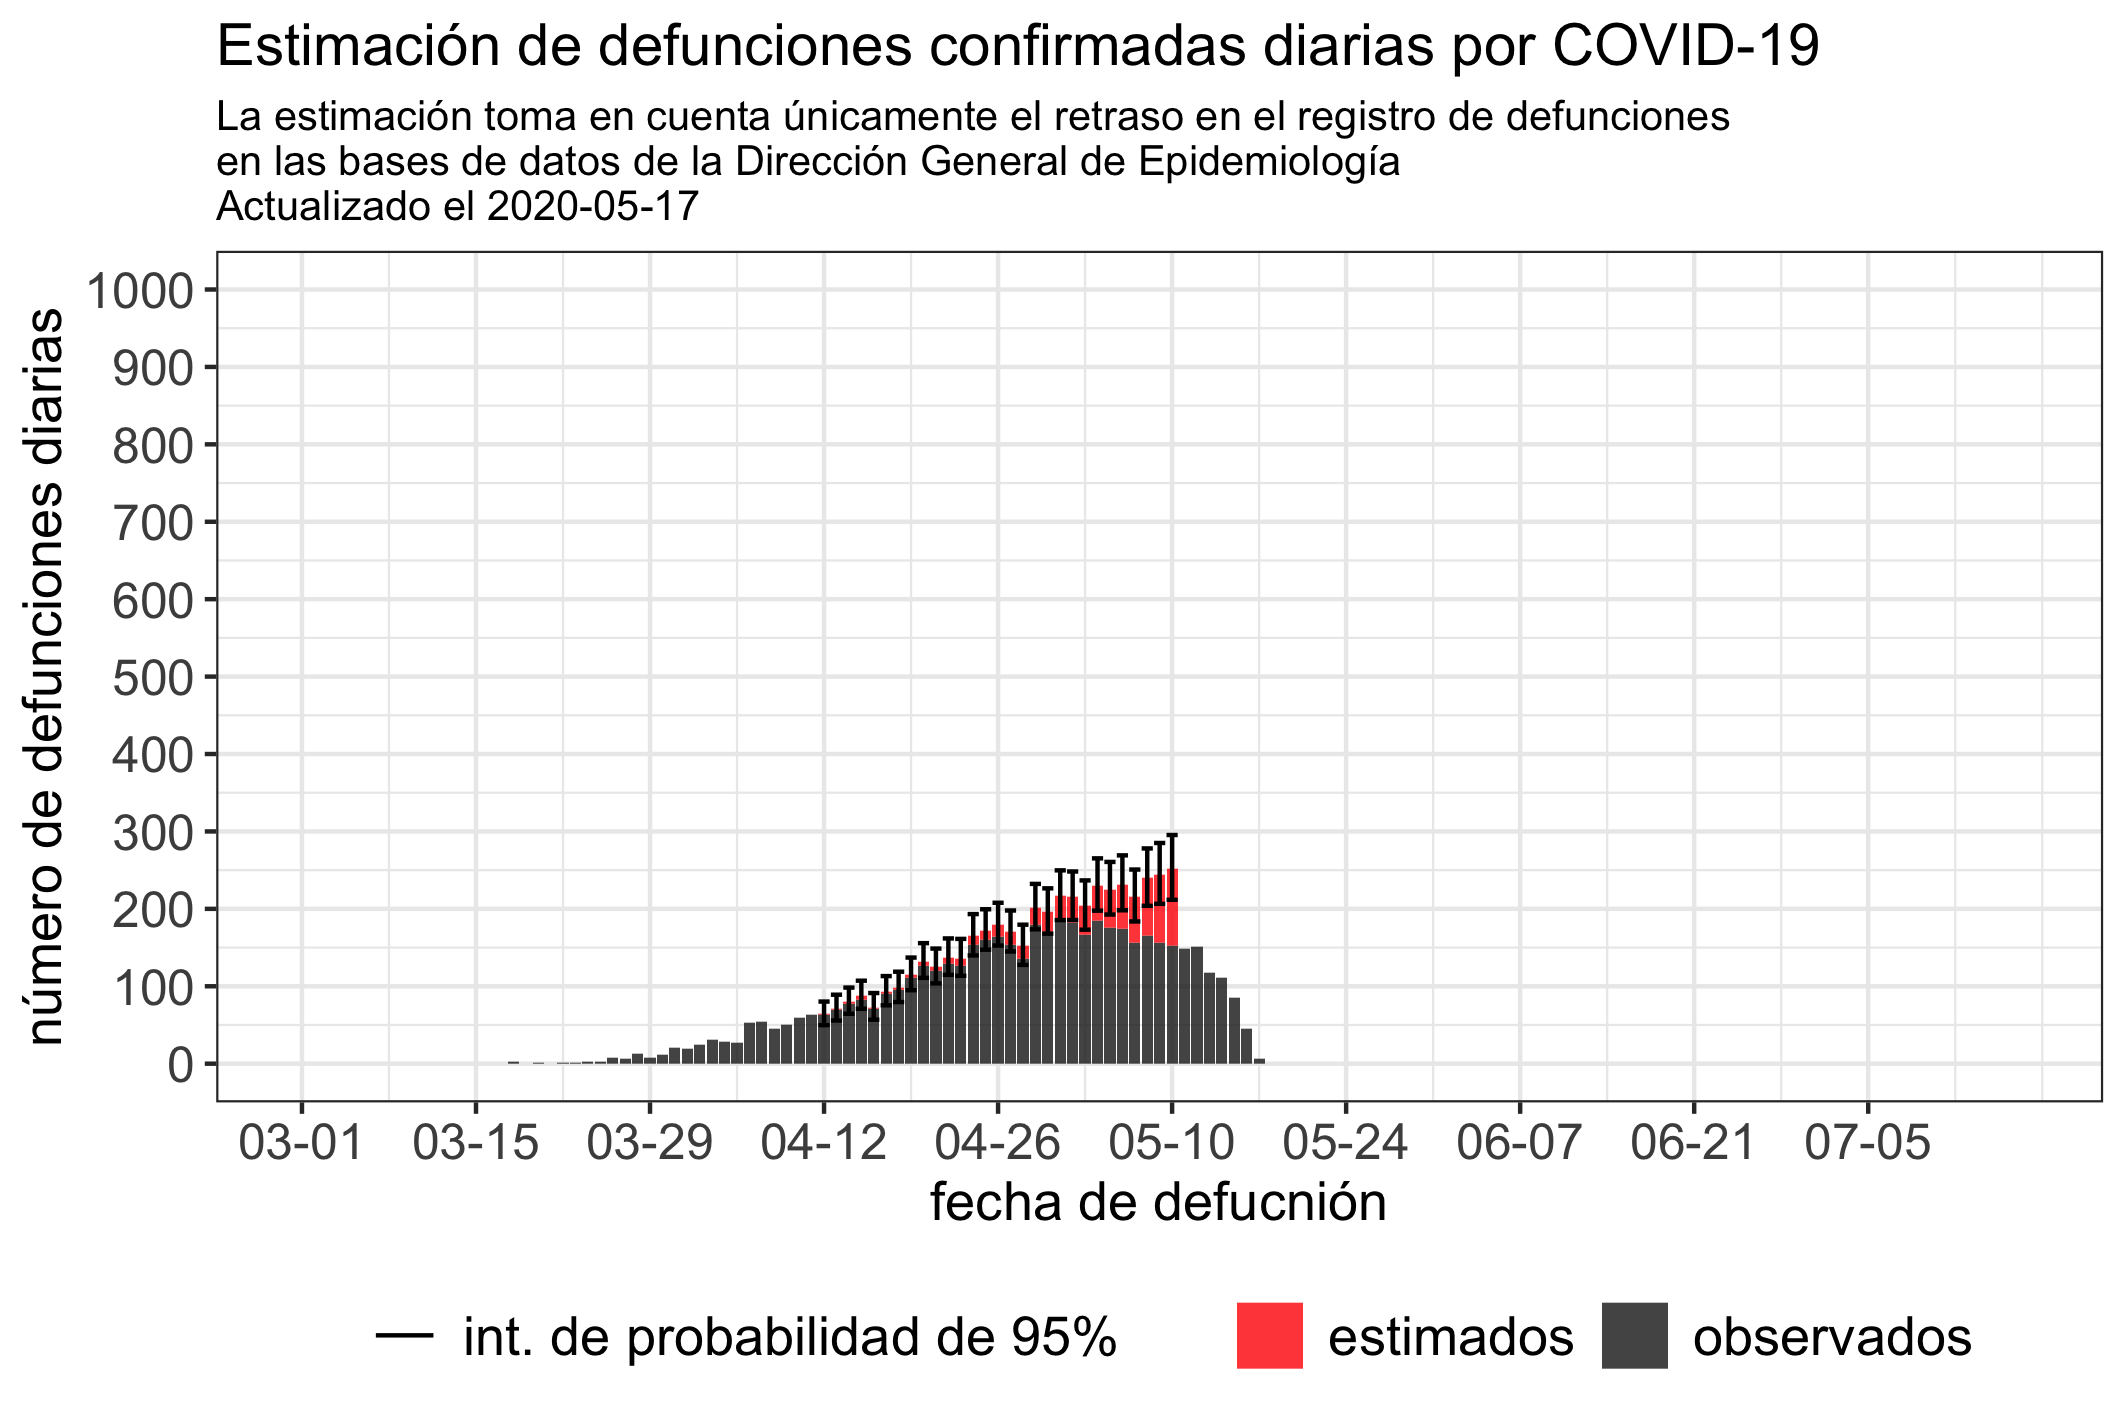 Estimación de defunciones confirmadas diarias por COVID-19
La estimación toma en cuenta únicamente el retraso en el registro de defunciones
en las bases de datos de la Dirección General de Epidemiología
Actualizado el 2020-05-17
número de defunciones diarias
1000
900
800
700
600
500
400
300
200
100
0
03-01 03-15 03-29 04-12 04-26 05-10 05-24 06-07 06-21 07-05
fecha de defucnión
int. de probabilidad de 95% estimados observados